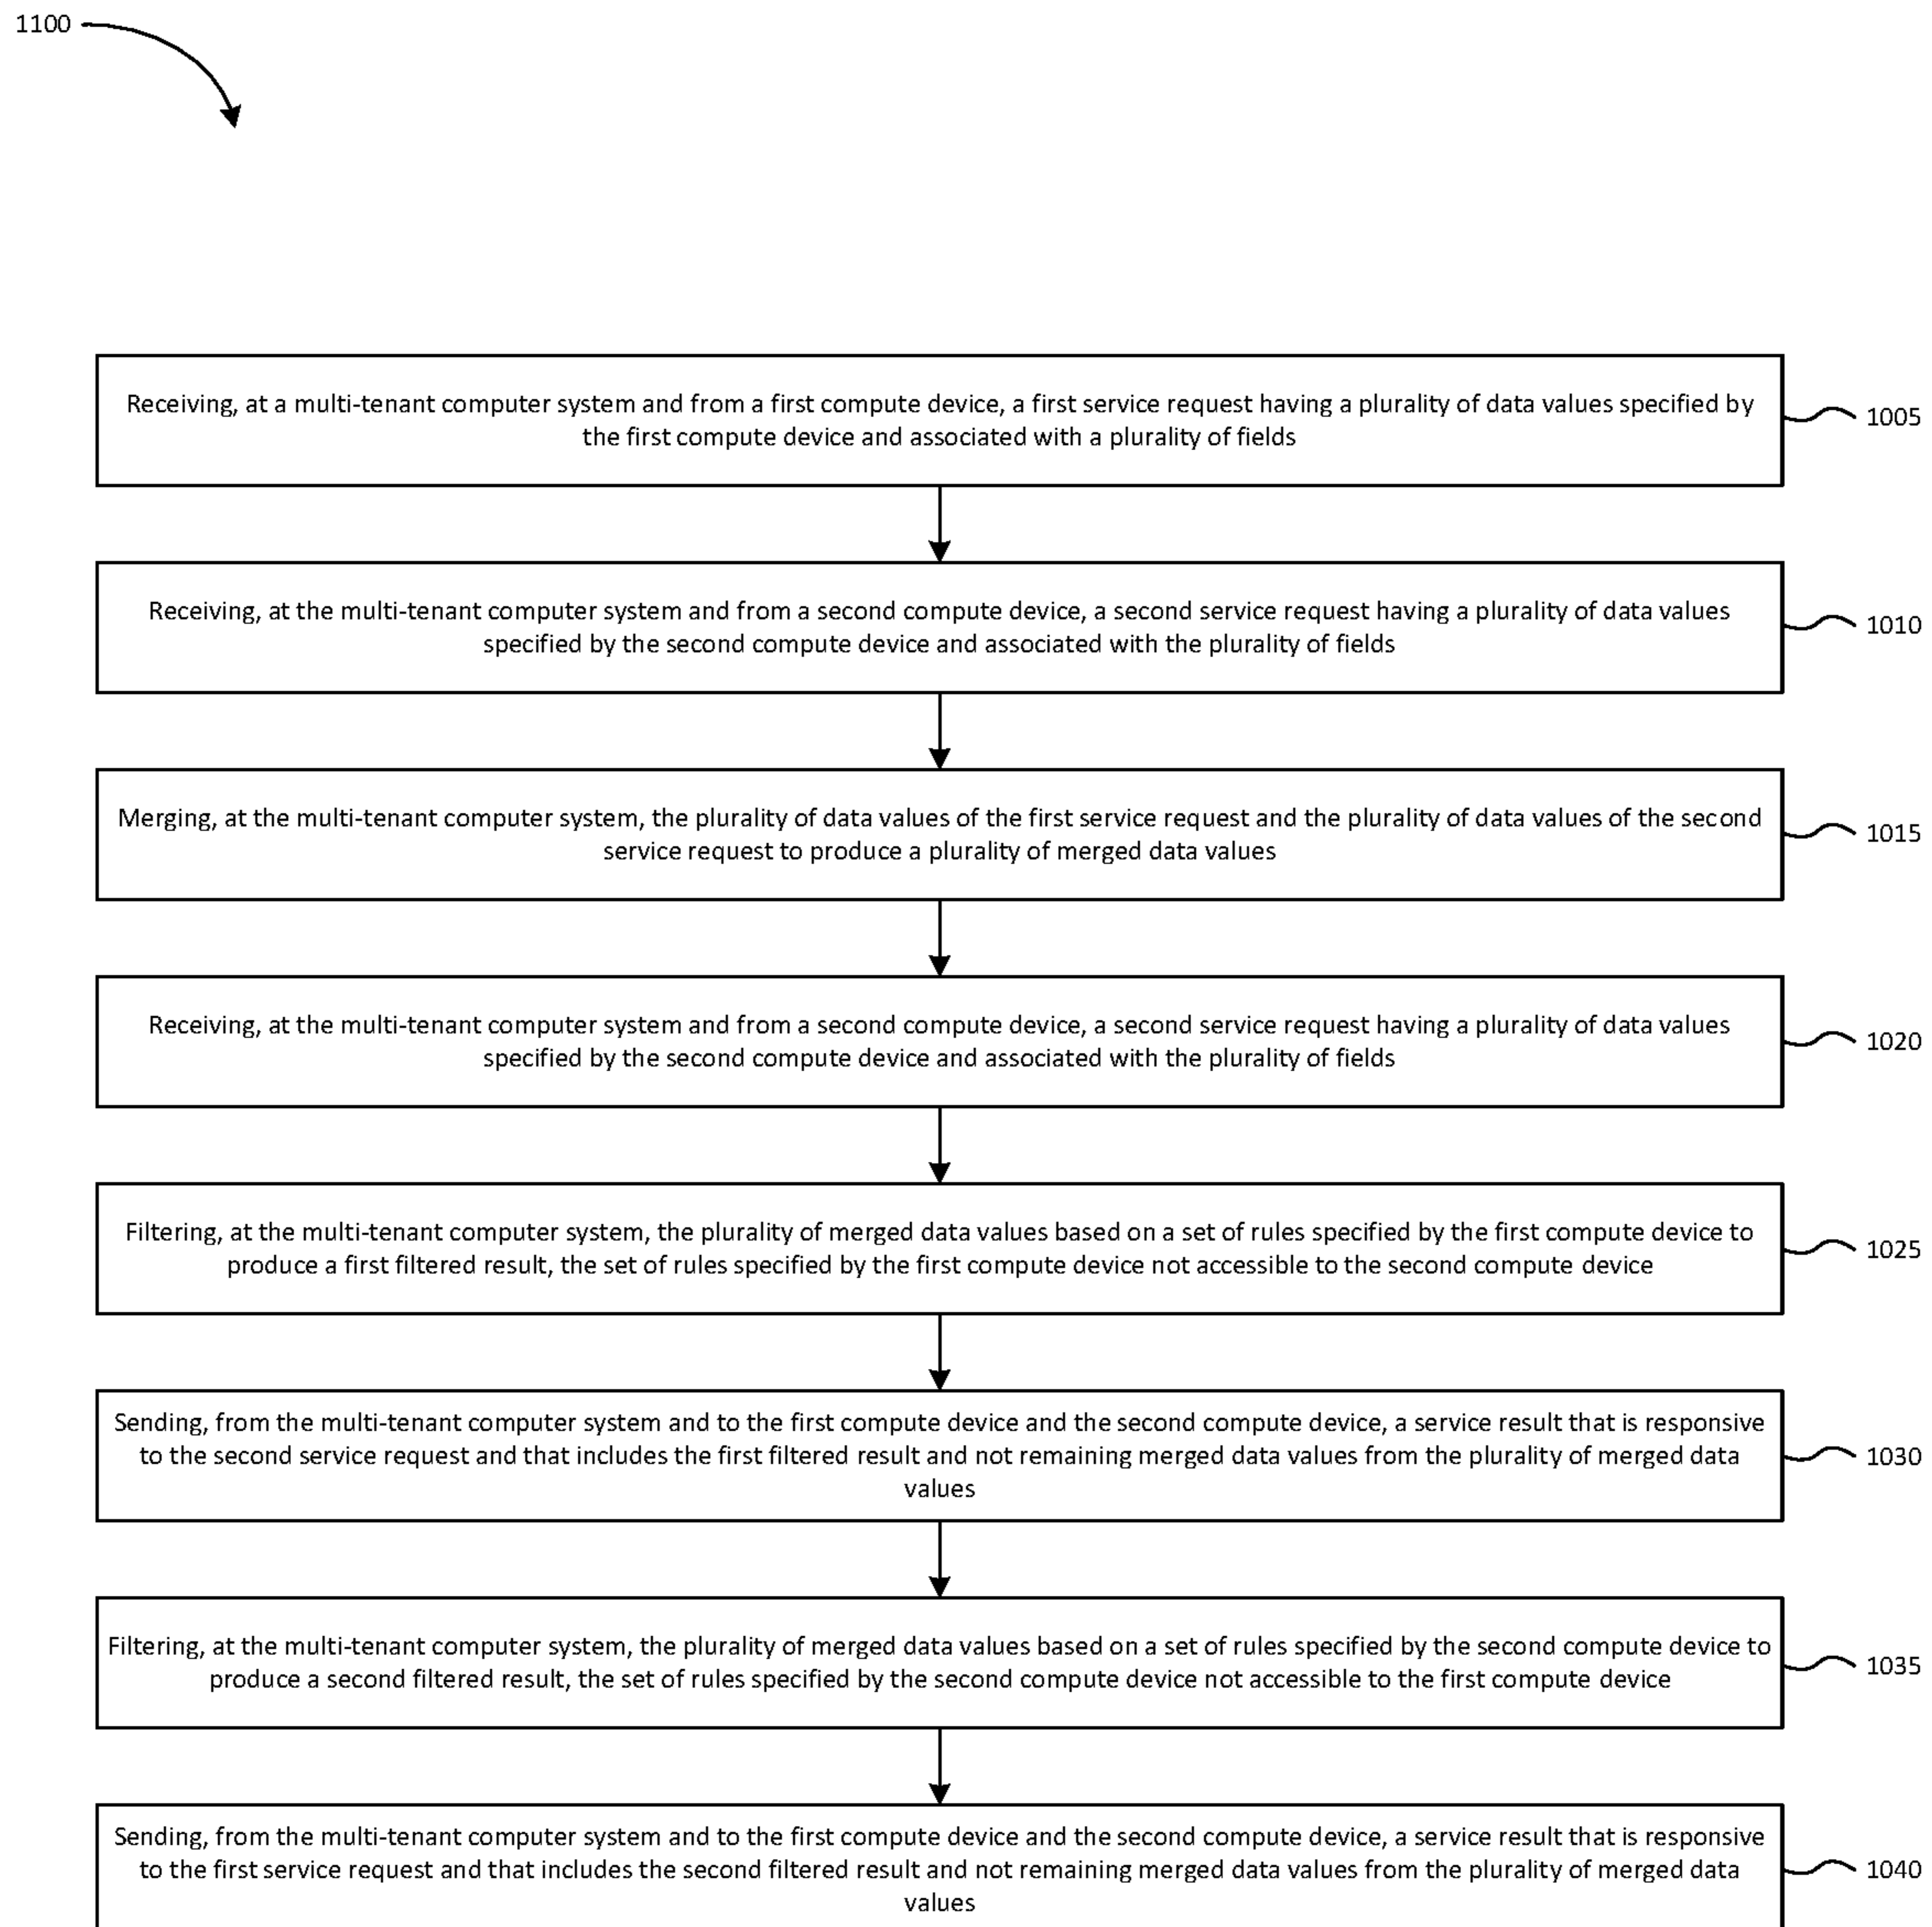 1100
Receiving, at a multi-tenant computer system and from a first compute device, a first service request having a plurality of data values specified by
the first compute device and associated with a plurality of fields
1005
Receiving, at the multi-tenant computer system and from a second compute device, a second service request having a plurality of data values
specified by the second compute device and associated with the plurality of fields
1010
Merging, at the multi-tenant computer system, the plurality of data values of the first service request and the plurality of data values of the second
service request to produce a plurality of merged data values
1015
Receiving, at the multi-tenant computer system and from a second compute device, a second service request having a plurality of data values
specified by the second compute device and associated with the plurality of fields
1020
Filtering, at the multi-tenant computer system, the plurality of merged data values based on a set of rules specified by the first compute device to
produce a first filtered result, the set of rules specified by the first compute device not accessible to the second compute device
1025
Sending, from the multi-tenant computer system and to the first compute device and the second compute device, a service result that is responsive
to the second service request and that includes the first filtered result and not remaining merged data values from the plurality of merged data
values
1030
Filtering, at the multi-tenant computer system, the plurality of merged data values based on a set of rules specified by the second compute device to
produce a second filtered result, the set of rules specified by the second compute device not accessible to the first compute device
1035
Sending, from the multi-tenant computer system and to the first compute device and the second compute device, a service result that is responsive
to the first service request and that includes the second filtered result and not remaining merged data values from the plurality of merged data
values
1040